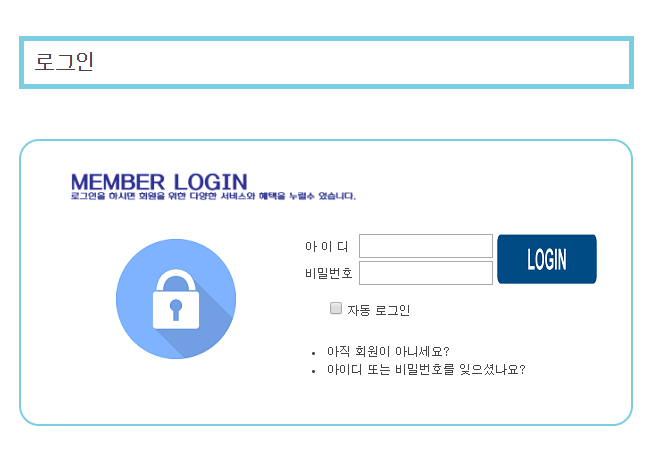 로그인
MEMBER LOGIN
로그인을 하시면 회원을 위한 다양한 서비스와 혜택을 누릴수 있습니다.
아 이 디
비밀번호
LOGIN
자동 로그인
아직 회원이 아니세요?
아이디 또는 비밀번호를 잊으셨나요?